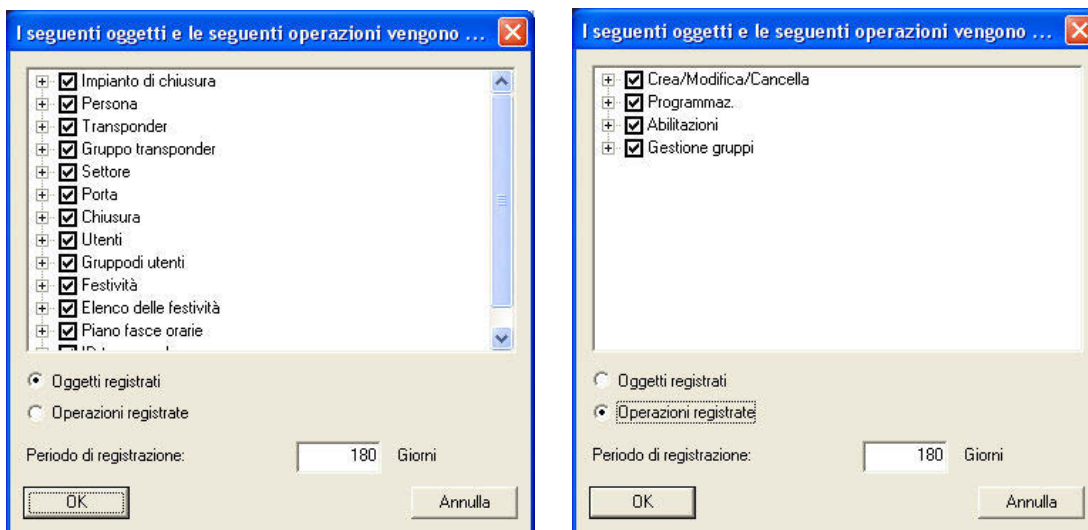 I seguenti oggetti e le seguenti operazioni vengono ...
Impianto di chiusura
Persona
Transponder
Gruppo transponder
Settore
Porta
Chiusura
Utenti
Gruppodi utenti
Festività
Elenco delle festività
Piano fasce orarie
Oggetti registrati
Operazioni registrate
Periodo di registrazione: 180 Giorni
OK Annulla
I seguenti oggetti e le seguenti operazioni vengono ...
Crea/Modifica/Cancella
Programmaz.
Abilitazioni
Gestione gruppi
Oggetti registrati
Operazioni registrate
Periodo di registrazione: 180 Giorni
OK Annulla